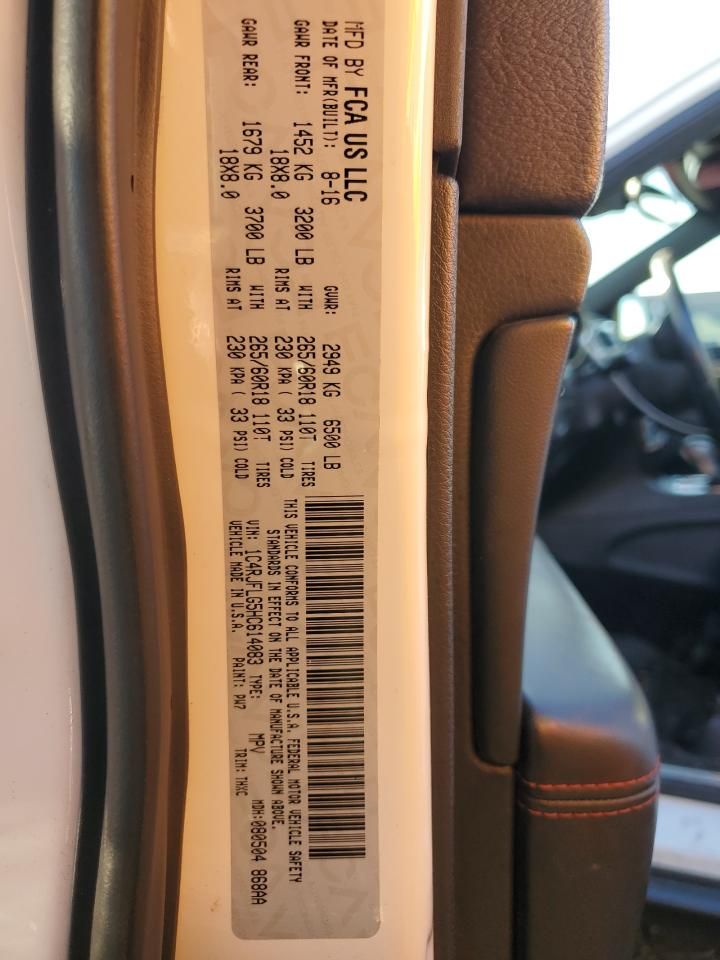 MFD BY FCA US LLC
DATE OF MFR(BUILT): 8-16 GVWR: 2949 KG 6500 LB
GAWR FRONT: 1452 KG 3200 LB WITH 265/60R18 110T TIRES
18X8.0 RIMS AT 230 KPA ( 33 PSI) COLD
GAWR REAR: 1679 KG 3700 LB WITH 265/60R18 110T TIRES
18X8.0 RIMS AT 230 KPA ( 33 PSI) COLD
THIS VEHICLE CONFORMS TO ALL APPLICABLE U.S.A. FEDERAL MOTOR VEHICLE SAFETY
STANDARDS IN EFFECT ON THE DATE OF MANUFACTURE SHOWN ABOVE.
VIN: 1C4RJFLG5HC614083 TYPE: MPV MDH:080504 868AA
VEHICLE MADE IN U.S.A. PAINT: PW7 TRIM: THXC